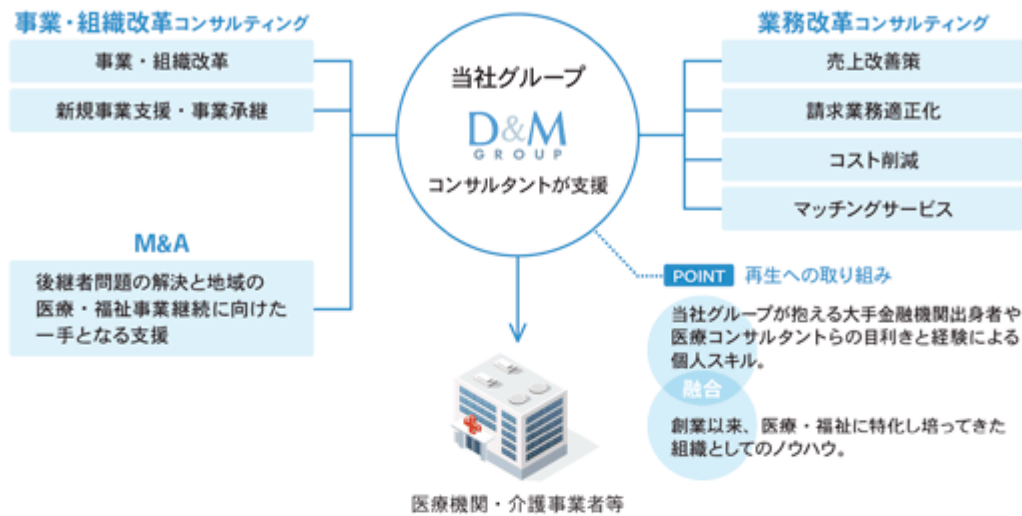 事業・組織改革コンサルティング
事業・組織改革
新規事業支援・事業承継
M&A
後継者問題の解決と地域の
医療・福祉事業継続に向けた
一手となる支援
当社グループ
D&M
GROUP
コンサルタントが支援
業務改革コンサルティング
売上改善策
請求業務適正化
コスト削減
マッチングサービス
POINT 再生への取り組み
当社グループが抱える大手金融機関出身者や
医療コンサルタントらの目利きと経験による
個人スキル。
融合
創業以来、医療・福祉に特化し培ってきた
組織としてのノウハウ。
医療機関・介護事業者等